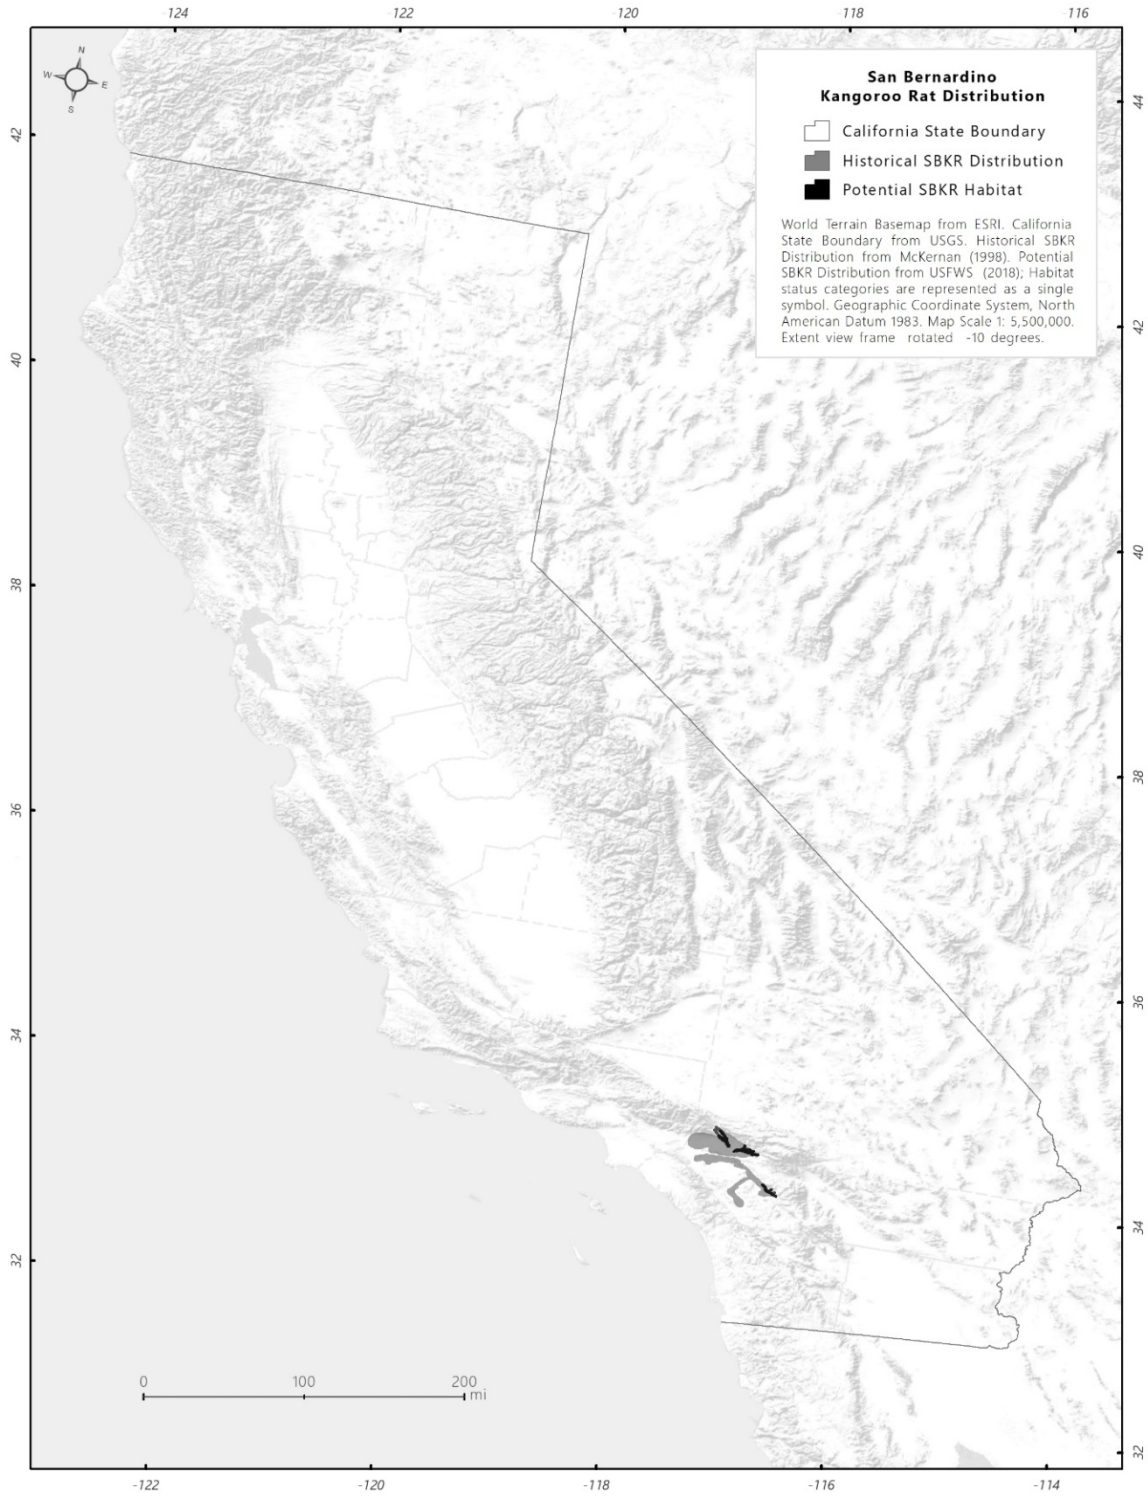 -124 -122 -120 -118 -116
N
W E
S
San Bernardino
Kangoroo Rat Distribution
California State Boundary
Historical SBKR Distribution
Potential SBKR Habitat
World Terrain Basemap from ESRI. California
State Boundary from USGS. Historical SBKR
Distribution from McKernan (1998). Potential
SBKR Distribution from USFWS (2018); Habitat
status categories are represented as a single
symbol. Geographic Coordinate System, North
American Datum 1983. Map Scale 1: 5,500,000.
Extent view frame rotated -10 degrees.
44
42
42
40
40
38
38
36
36
34
34
32
32
0 100 200
mi
-122 -120 -118 -116 -114